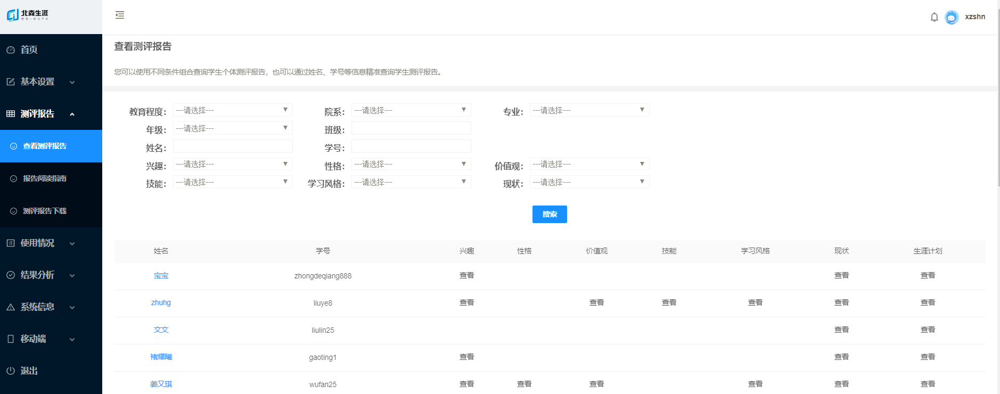 北森生涯
教育一体化平台
xzshn
首页
基本设置
测评报告
查看测评报告
报告阅读指南
测评报告下载
使用情况
结果分析
系统信息
移动端
退出
查看测评报告
您可以使用不同条件组合查询学生个体测评报告，也可以通过姓名、学号等信息精准查询学生测评报告。
教育程度： ---请选择--- 院系： ---请选择--- 专业： ---请选择---
年级： ---请选择--- 班级：
姓名： 学号：
兴趣： ---请选择--- 性格： ---请选择--- 价值观： ---请选择---
技能： ---请选择--- 学习风格： ---请选择--- 现状： ---请选择---
搜索
姓名 学号 兴趣 性格 价值观 技能 学习风格 现状 生涯计划
宝宝 zhongdeqiang888 查看 查看 查看
zhuhg liuye8 查看 查看 查看 查看 查看 查看
文文 liulin25 查看 查看
褚耀曦 gaoting1 查看 查看 查看
姜又琪 wufan25 查看 查看 查看 查看 查看 查看